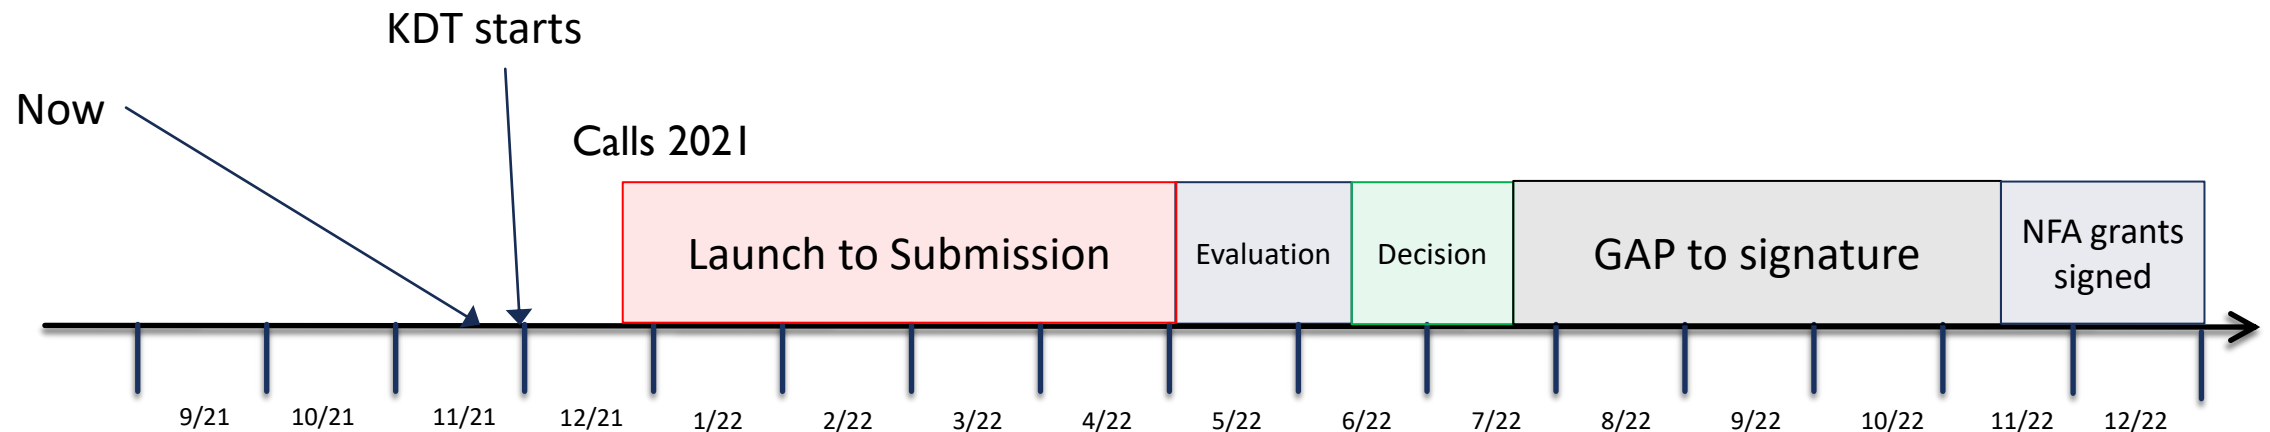 KDT starts
Now
Calls 2021
Launch to Submission
Evaluation
Decision
GAP to signature
NFA grants
signed
9/21
10/21
11/21
12/21
1/22
2/22
3/22
4/22
5/22
6/22
7/22
8/22
9/22
10/22
11/22
12/22